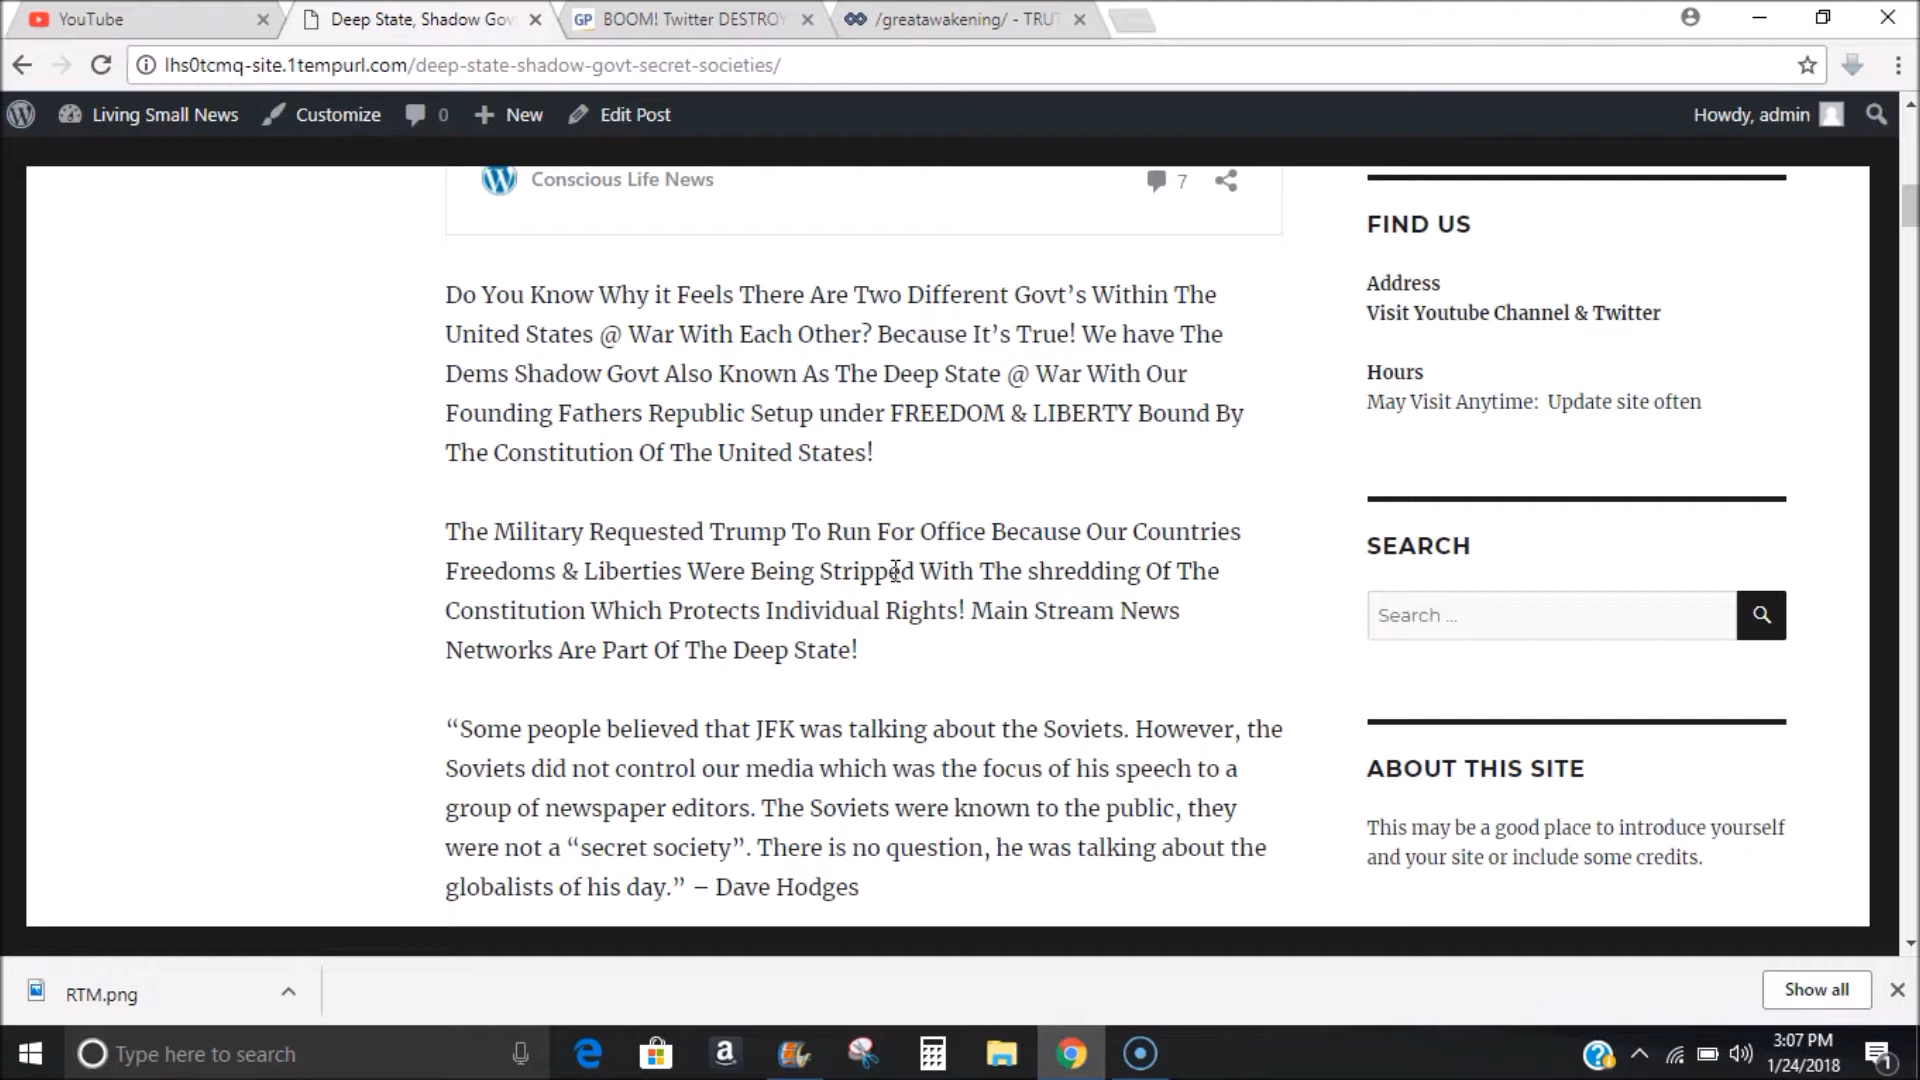 YouTube
Deep State, Shadow Gov
GP BOOM! Twitter DESTROY
/greatawakening/ - TRUT
lhs0tcmq-site.1tempurl.com/deep-state-shadow-govt-secret-societies/
Living Small News Customize 0 New Edit Post Howdy, admin
Conscious Life News 7
Do You Know Why it Feels There Are Two Different Govt’s Within The
United States @ War With Each Other? Because It’s True! We have The
Dems Shadow Govt Also Known As The Deep State @ War With Our
Founding Fathers Republic Setup under FREEDOM & LIBERTY Bound By
The Constitution Of The United States!
The Military Requested Trump To Run For Office Because Our Countries
Freedoms & Liberties Were Being Stripped With The shredding Of The
Constitution Which Protects Individual Rights! Main Stream News
Networks Are Part Of The Deep State!
“Some people believed that JFK was talking about the Soviets. However, the
Soviets did not control our media which was the focus of his speech to a
group of newspaper editors. The Soviets were known to the public, they
were not a “secret society”. There is no question, he was talking about the
globalists of his day.” – Dave Hodges
FIND US
Address
Visit Youtube Channel & Twitter
Hours
May Visit Anytime: Update site often
SEARCH
Search ...
ABOUT THIS SITE
This may be a good place to introduce yourself
and your site or include some credits.
RTM.png
Show all
Type here to search
3:07 PM
1/24/2018
1